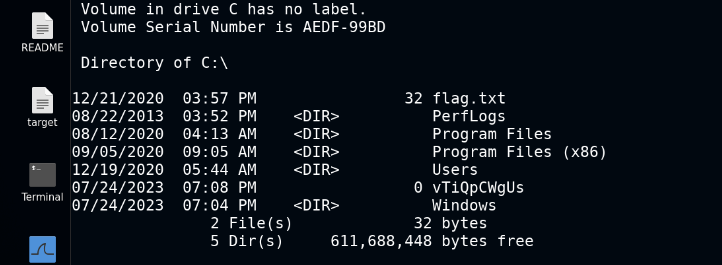 Volume in drive C has no label.
Volume Serial Number is AEDF-99BD
Directory of C:\
12/21/2020  03:57 PM                32 flag.txt
08/22/2013  03:52 PM    <DIR>          PerfLogs
08/12/2020  04:13 AM    <DIR>          Program Files
09/05/2020  09:05 AM    <DIR>          Program Files (x86)
12/19/2020  05:44 AM    <DIR>          Users
07/24/2023  07:08 PM                 0 vTiQpCWgUs
07/24/2023  07:04 PM    <DIR>          Windows
2 File(s)             32 bytes
5 Dir(s)     611,688,448 bytes free
README
target
Terminal